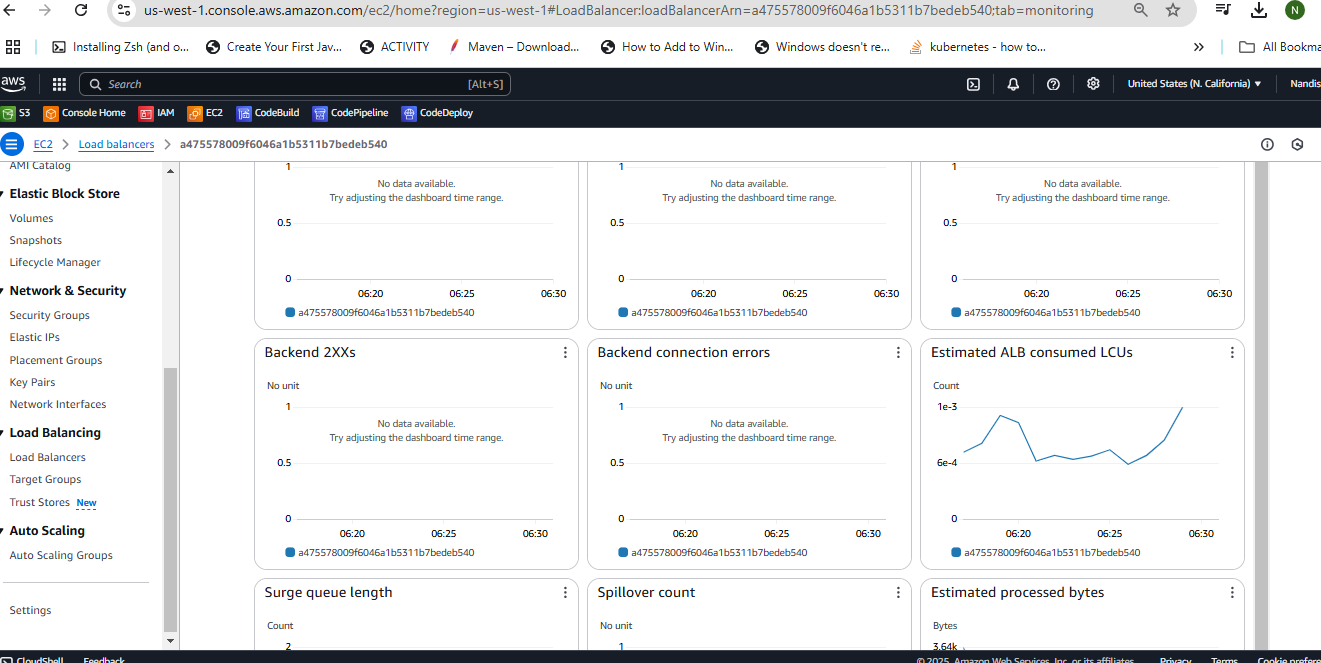 us-west-1.console.aws.amazon.com/ec2/home?region=us-west-1#LoadBalancer:loadBalancerArn=a475578009f6046a1b5311b7bedeb540;tab=monitoring
N
Installing Zsh (and o... Create Your First Jav... ACTIVITY Maven – Download... How to Add to Win... Windows doesn't re... kubernetes - how to... » All Bookma
aws Search [Alt+S] United States (N. California) Nandis
S3 Console Home IAM EC2 CodeBuild CodePipeline CodeDeploy
EC2 Load balancers a475578009f6046a1b5311b7bedeb540
AMI Catalog
Elastic Block Store
Volumes
Snapshots
Lifecycle Manager
Network & Security
Security Groups
Elastic IPs
Placement Groups
Key Pairs
Network Interfaces
Load Balancing
Load Balancers
Target Groups
Trust Stores New
Auto Scaling
Auto Scaling Groups
Settings
1
No data available.
Try adjusting the dashboard time range.
0.5
0
06:20 06:25 06:30
a475578009f6046a1b5311b7bedeb540
1
No data available.
Try adjusting the dashboard time range.
0.5
0
06:20 06:25 06:30
a475578009f6046a1b5311b7bedeb540
1
No data available.
Try adjusting the dashboard time range.
0.5
0
06:20 06:25 06:30
a475578009f6046a1b5311b7bedeb540
Backend 2XXs
No unit
1
No data available.
Try adjusting the dashboard time range.
0.5
0
06:20 06:25 06:30
a475578009f6046a1b5311b7bedeb540
Backend connection errors
No unit
1
No data available.
Try adjusting the dashboard time range.
0.5
0
06:20 06:25 06:30
a475578009f6046a1b5311b7bedeb540
Estimated ALB consumed LCUs
Count
1e-3
6e-4
0
06:20 06:25 06:30
a475578009f6046a1b5311b7bedeb540
Surge queue length
Count
2
Spillover count
No unit
1
Estimated processed bytes
Bytes
3.64k
CloudShell Feedback © 2025, Amazon Web Services, Inc. or its affiliates. Privacy Terms Cookie prefere